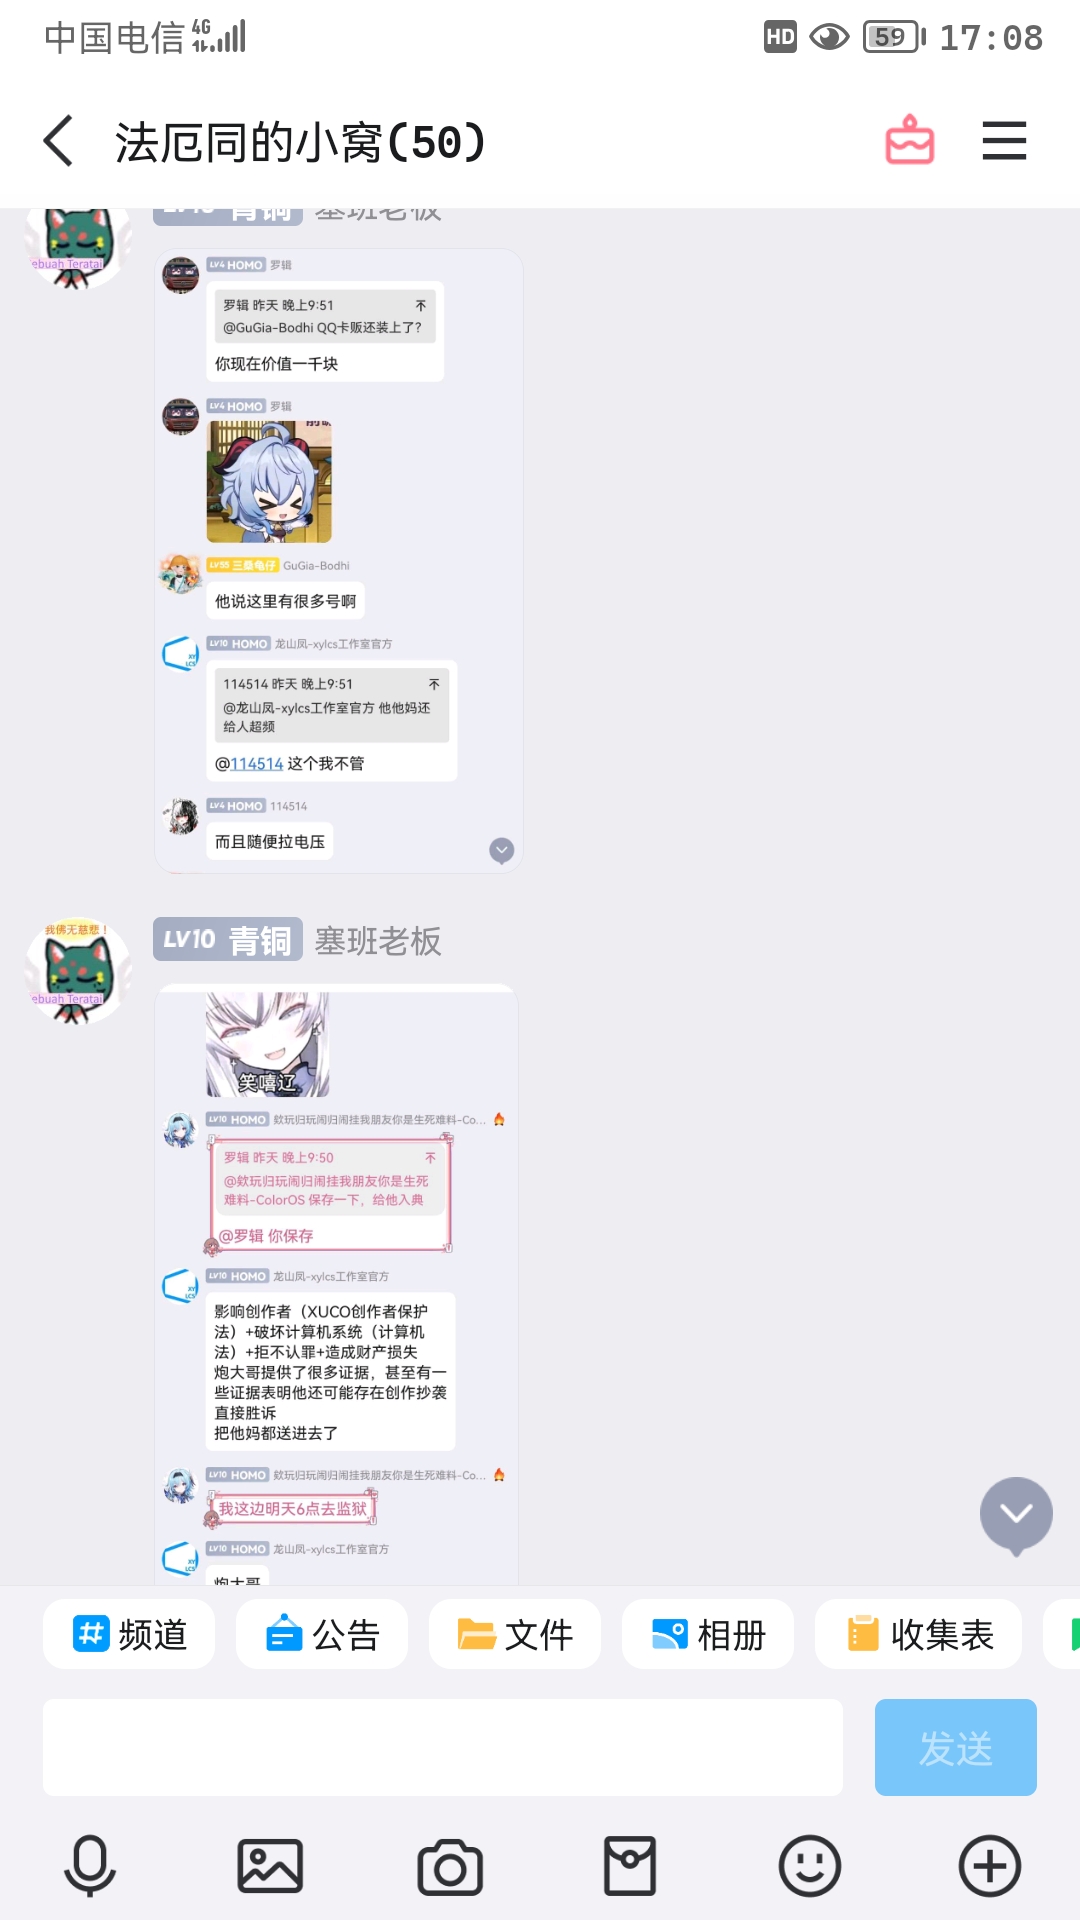 中国电信 4G
HD 59 17:08
法厄同的小窝(50)
青铜 塞班老板
ebuah Teratai
LV4 HOMO 罗辑
罗辑 昨天 晚上9:51
@GuGia-Bodhi QQ卡贩还装上了?
你现在价值一千块
LV4 HOMO 罗辑
LV55 三桑龟仔 GuGia-Bodhi
他说这里有很多号啊
LV10 HOMO 龙山凤-xylcs工作室官方
XY
LCS
114514 昨天 晚上9:51
@龙山凤-xylcs工作室官方 他他妈还
给人超频
@114514 这个我不管
LV4 HOMO 114514
而且随便拉电压
我佛无慈悲!
LV10 青铜 塞班老板
ebuah Teratai
笑嘻辽
LV10 HOMO 欸玩归玩闹归闹挂我朋友你是生死难料-Co...
罗辑 昨天 晚上9:50
@欸玩归玩闹归闹挂我朋友你是生死
难料-ColorOS 保存一下，给他入典
@罗辑 你保存
LV10 HOMO 龙山凤-xylcs工作室官方
XY
LCS
影响创作者（XUCO创作者保护
法）+破坏计算机系统（计算机
法）+拒不认罪+造成财产损失
炮大哥提供了很多证据，甚至有一
些证据表明他还可能存在创作抄袭
直接胜诉
把他妈都送进去了
LV10 HOMO 欸玩归玩闹归闹挂我朋友你是生死难料-Co...
我这边明天6点去监狱
LV10 HOMO 龙山凤-xylcs工作室官方
XY
LCS
炮大哥
频道 公告 文件 相册 收集表
发送